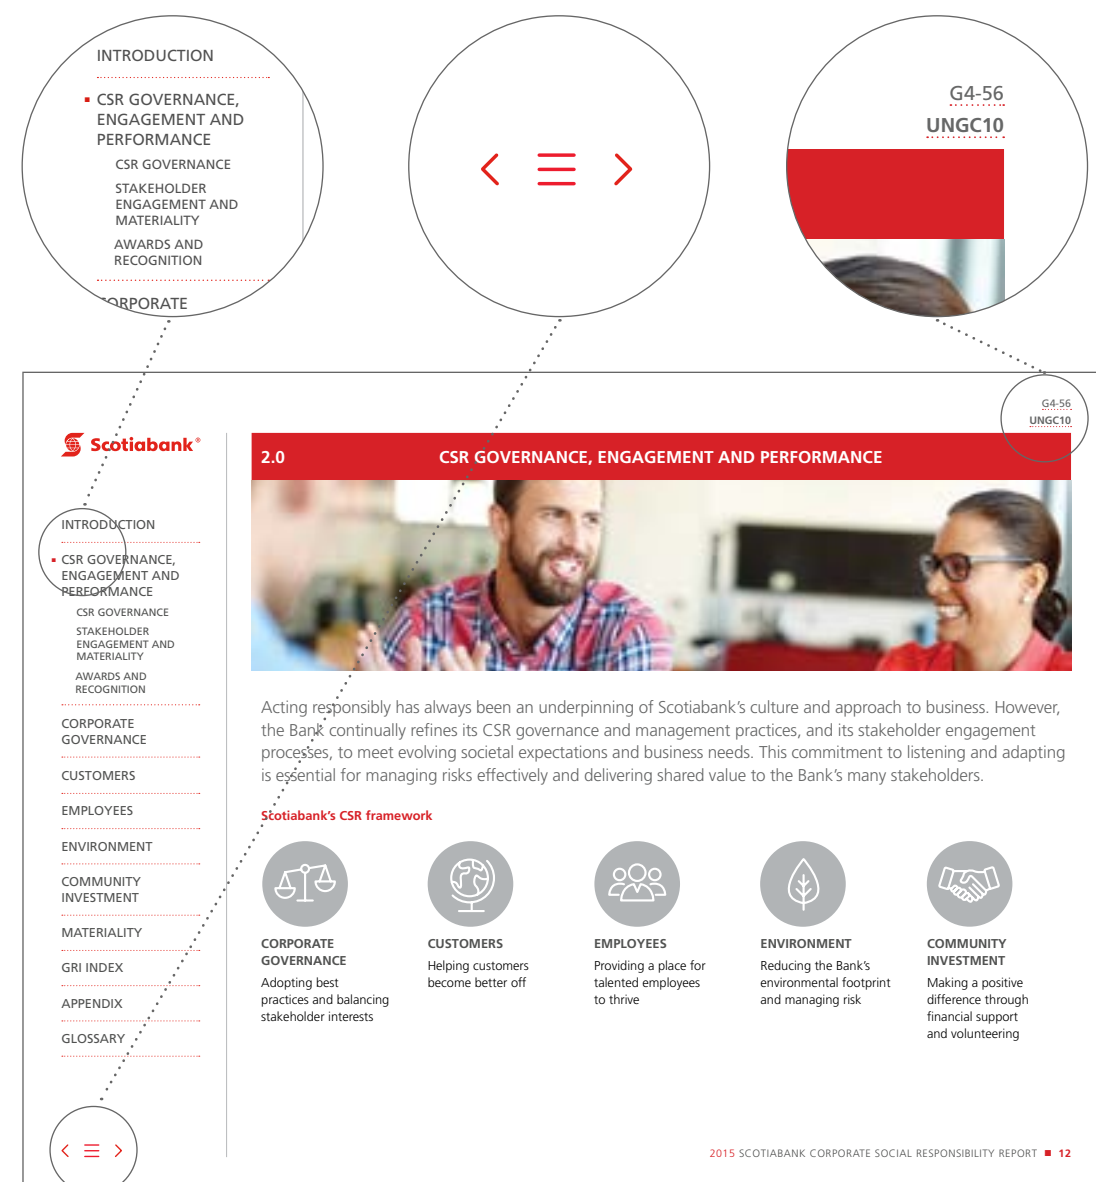 INTRODUCTION
CSR GOVERNANCE,
ENGAGEMENT AND
PERFORMANCE
CSR GOVERNANCE
STAKEHOLDER
ENGAGEMENT AND
MATERIALITY
AWARDS AND
RECOGNITION
CORPORATE
G4-56
UNGC10
G4-56
UNGC10
Scotiabank®
INTRODUCTION
CSR GOVERNANCE,
ENGAGEMENT AND
PERFORMANCE
CSR GOVERNANCE
STAKEHOLDER
ENGAGEMENT AND
MATERIALITY
AWARDS AND
RECOGNITION
CORPORATE
GOVERNANCE
CUSTOMERS
EMPLOYEES
ENVIRONMENT
COMMUNITY
INVESTMENT
MATERIALITY
GRI INDEX
APPENDIX
GLOSSARY
2.0 CSR GOVERNANCE, ENGAGEMENT AND PERFORMANCE
Acting responsibly has always been an underpinning of Scotiabank's culture and approach to business. However,
the Bank continually refines its CSR governance and management practices, and its stakeholder engagement
processes, to meet evolving societal expectations and business needs. This commitment to listening and adapting
is essential for managing risks effectively and delivering shared value to the Bank's many stakeholders.
Scotiabank's CSR framework
CORPORATE
GOVERNANCE
Adopting best
practices and balancing
stakeholder interests
CUSTOMERS
Helping customers
become better off
EMPLOYEES
Providing a place for
talented employees
to thrive
ENVIRONMENT
Reducing the Bank's
environmental footprint
and managing risk
COMMUNITY
INVESTMENT
Making a positive
difference through
financial support
and volunteering
2015 SCOTIABANK CORPORATE SOCIAL RESPONSIBILITY REPORT ■ 12